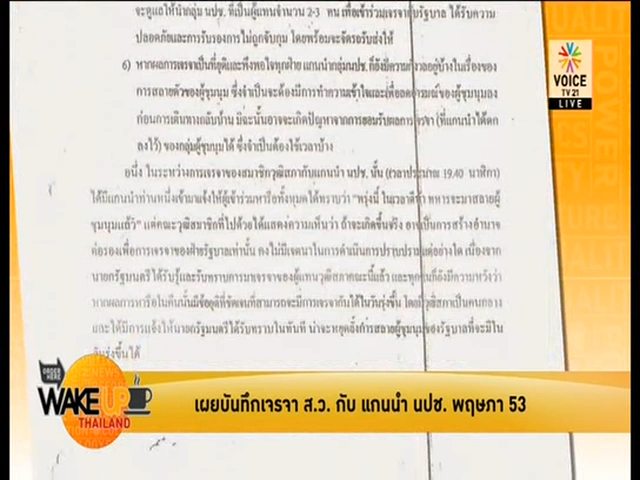 จะดูแลให้นำกลุ่ม นปช. ที่เป็นผู้แทนจำนวน 2-3 คน เพื่อเข้าร่วมเจรจากับรัฐบาล ได้รับความ
ปลอดภัยและการรับรองการไม่ถูกจับกุม โดยพร้อมจะจัดรถรับส่งให้
6) หากผลการเจรจาเป็นที่ยุติและพึงพอใจทุกฝ่าย แกนนำกลุ่มนปช. ก็ยังมีความกังวลอยู่บ้างในเรื่องของ
การสลายตัวของผู้ชุมนุม ซึ่งจำเป็นจะต้องมีการทำความเข้าใจและเพื่อลดอารมณ์ของผู้ชุมนุมลง
ก่อนการเดินทางกลับบ้าน มิฉะนั้นอาจจะเกิดปัญหาจากการยอมรับผลการเจรจา (ที่แกนนำได้ตก
ลงไว้) ของกลุ่มผู้ชุมนุมได้ ซึ่งจำเป็นต้องใช้เวลาบ้าง
อนึ่ง ในระหว่างการเจรจาของสมาชิกวุฒิสภากับแกนนำ นปช. นั้น (เวลาประมาณ 19.40 นาฬิกา)
ได้มีแกนนำท่านหนึ่งเข้ามาแจ้งให้ผู้เข้าร่วมหารือทั้งหมดได้ทราบว่า "พรุ่งนี้ ในเวลาตีห้า ทหารจะมาสลายผู้
ชุมนุมแล้ว" แต่คณะวุฒิสมาชิกที่ไปด้วยได้แสดงความเห็นว่า ถ้าจะเกิดขึ้นจริง อาจเป็นการสร้างอำนาจ
ต่อรองเพื่อการเจรจาของฝ่ายรัฐบาลเท่านั้น คงไม่มีเจตนาในการดำเนินการปราบปรามแต่อย่างใด เนื่องจาก
นายกรัฐมนตรีได้รับรู้และรับทราบการมาเจรจาของผู้แทนวุฒิสภาคณะนี้แล้ว และทุกคนก็ยังมีความหวังว่า
หากผลการหารือในคืนนั้นมีข้อยุติที่ชัดเจนก็สามารถจะมีการเจรจากันได้ในวันรุ่งขึ้น โดยวุฒิสภาเป็นคนกลาง
และได้มีการแจ้งให้นายกรัฐมนตรีได้รับทราบในทันที น่าจะหยุดยั้งการสลายผู้ชุมนุมของรัฐบาลที่จะมีใน
วันรุ่งขึ้นได้
VOICE
TV 21
LIVE
POWER
ORDER HERE
WAKE UP
THAILAND
เผยบันทึกเจรจา ส.ว. กับ แกนนำ นปช. พฤษภา 53